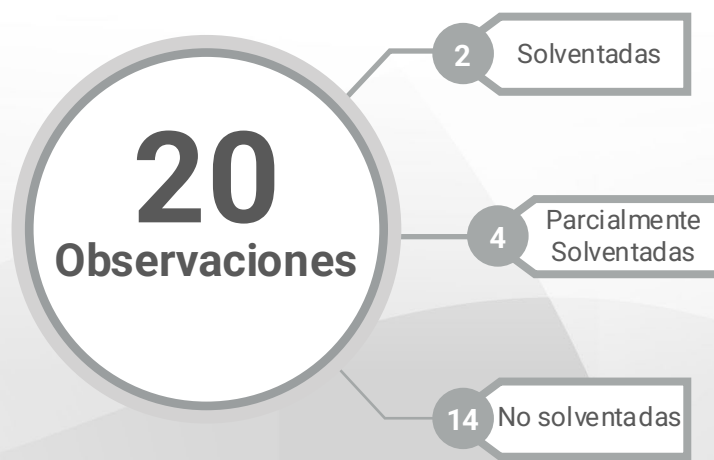 20
Observaciones
2
Solventadas
4
Parcialmente
Solventadas
14
No solventadas